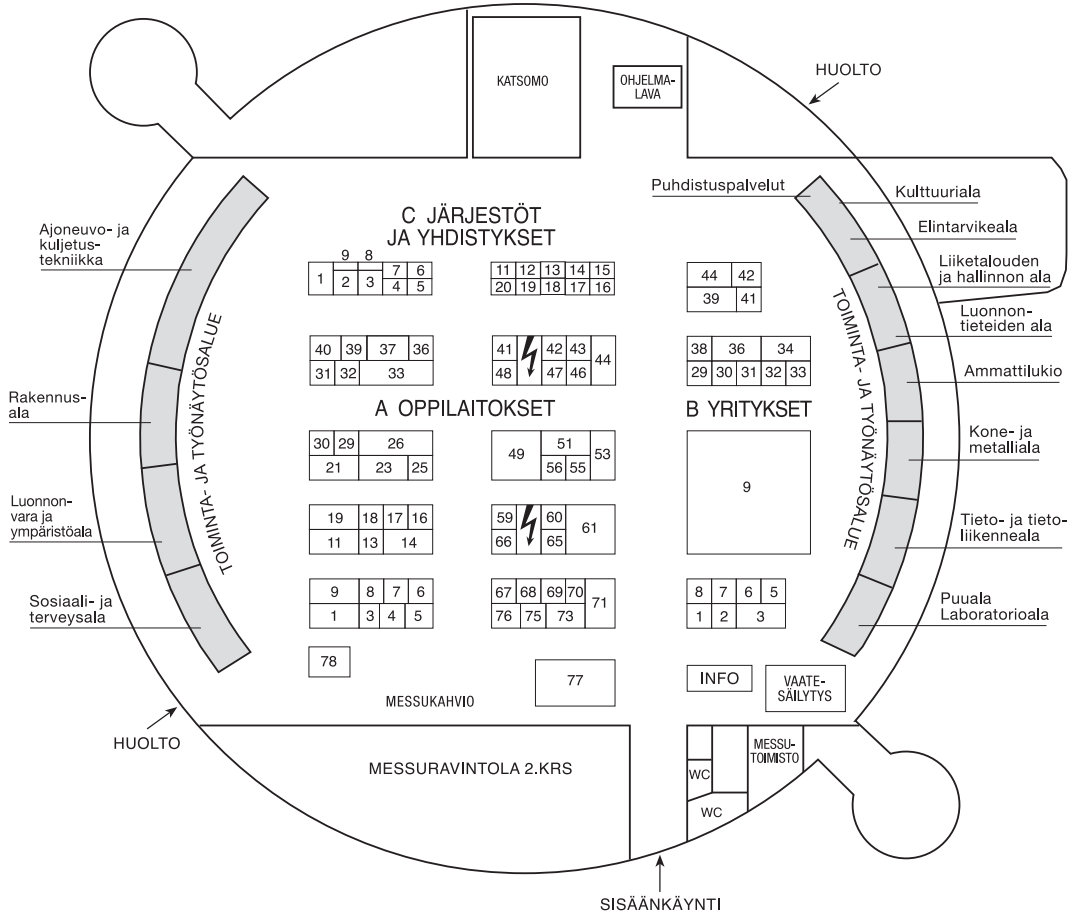 KATSOMO
OHJELMA-
LAVA
HUOLTO
Puhdistuspalvelut
Kulttuuriala
Elintarvikeala
Liiketalouden
ja hallinnon ala
Luonnon-
tieteiden ala
Ammattilukio
Kone- ja
metalliala
Tieto- ja tieto-
liikenneala
Puuala
Laboratorioala
Ajoneuvo- ja
kuljetus-
tekniikka
Rakennus-
ala
Luonnon-
vara ja
ympäristöala
Sosiaali- ja
terveysala
TOIMINTA- JA TYÖNÄYTÖSALUE
TOIMINTA- JA TYÖNÄYTÖSALUE
C JÄRJESTÖT
JA YHDISTYKSET
9 8
1 2 3 7 6
4 5
11 12 13 14 15
20 19 18 17 16
44 42
39 41
40 39 37 36
31 32 33
41 42 43 44
48 47 46
38 36 34
29 30 31 32 33
A OPPILAITOKSET
B YRITYKSET
30 29 26
21 23 25
49 51 53
56 55
9
19 18 17 16
11 13 14
59 60 61
66 65
9 8 7 6
1 3 4 5
67 68 69 70 71
76 75 73
8 7 6 5
1 2 3
78
77
INFO
VAATE-
SÄILYTYS
MESSUKAHVIO
HUOLTO
MESSURAVINTOLA 2.KRS
MESSU-
TOIMISTO
WC
WC
SISÄÄNKÄYNTI